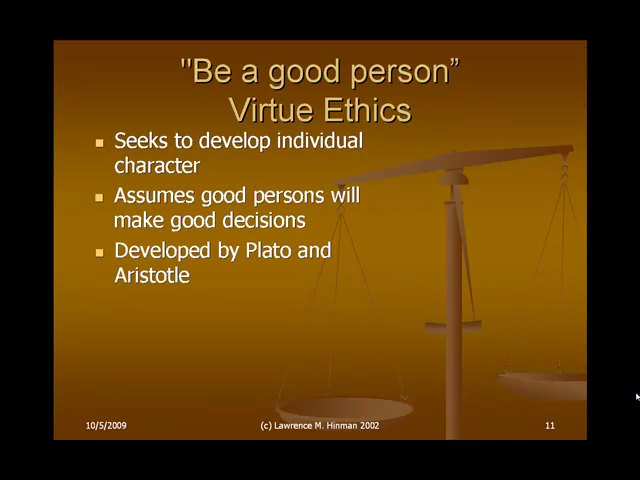 "Be a good person”
Virtue Ethics
Seeks to develop individual
character
Assumes good persons will
make good decisions
Developed by Plato and
Aristotle
10/5/2009
(c) Lawrence M. Hinman 2002
11